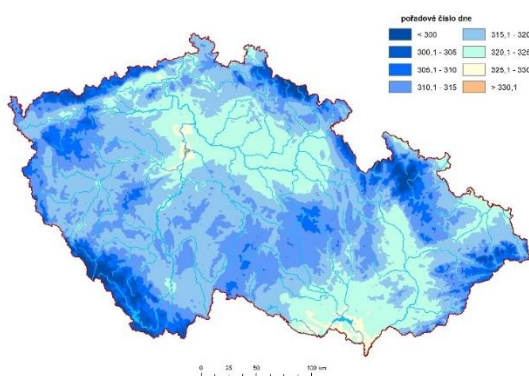 pořadové číslo dne
< 300
300,1 - 305
305,1 - 310
310,1 - 315
315,1 - 320
320,1 - 325
325,1 - 330
> 330,1
0 25 50 100 km